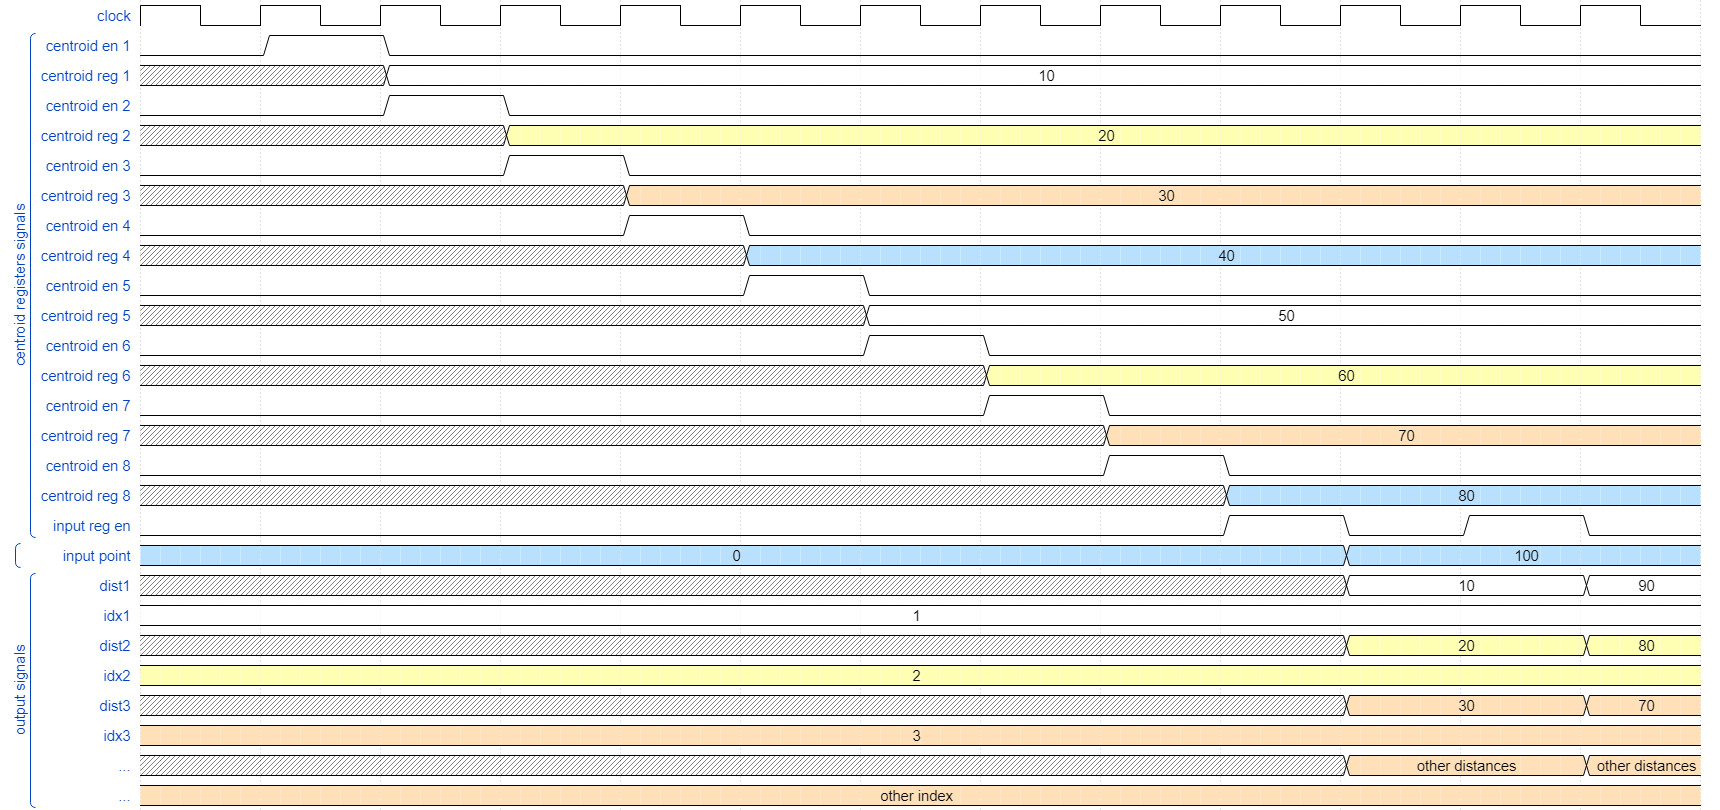 clock
centroid registers signals
centroid en 1
centroid reg 1 10
centroid en 2
centroid reg 2 20
centroid en 3
centroid reg 3 30
centroid en 4
centroid reg 4 40
centroid en 5
centroid reg 5 50
centroid en 6
centroid reg 6 60
centroid en 7
centroid reg 7 70
centroid en 8
centroid reg 8 80
input reg en
input point 0 100
output signals
dist1 10 90
idx1 1
dist2 20 80
idx2 2
dist3 30 70
idx3 3
... other distances other distances
... other index